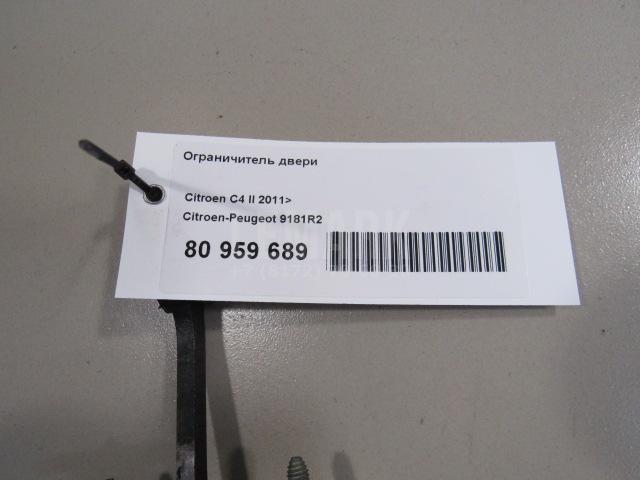 Ограничитель двери
Citroen C4 II 2011>
Citroen-Peugeot 9181R2
80 959 689